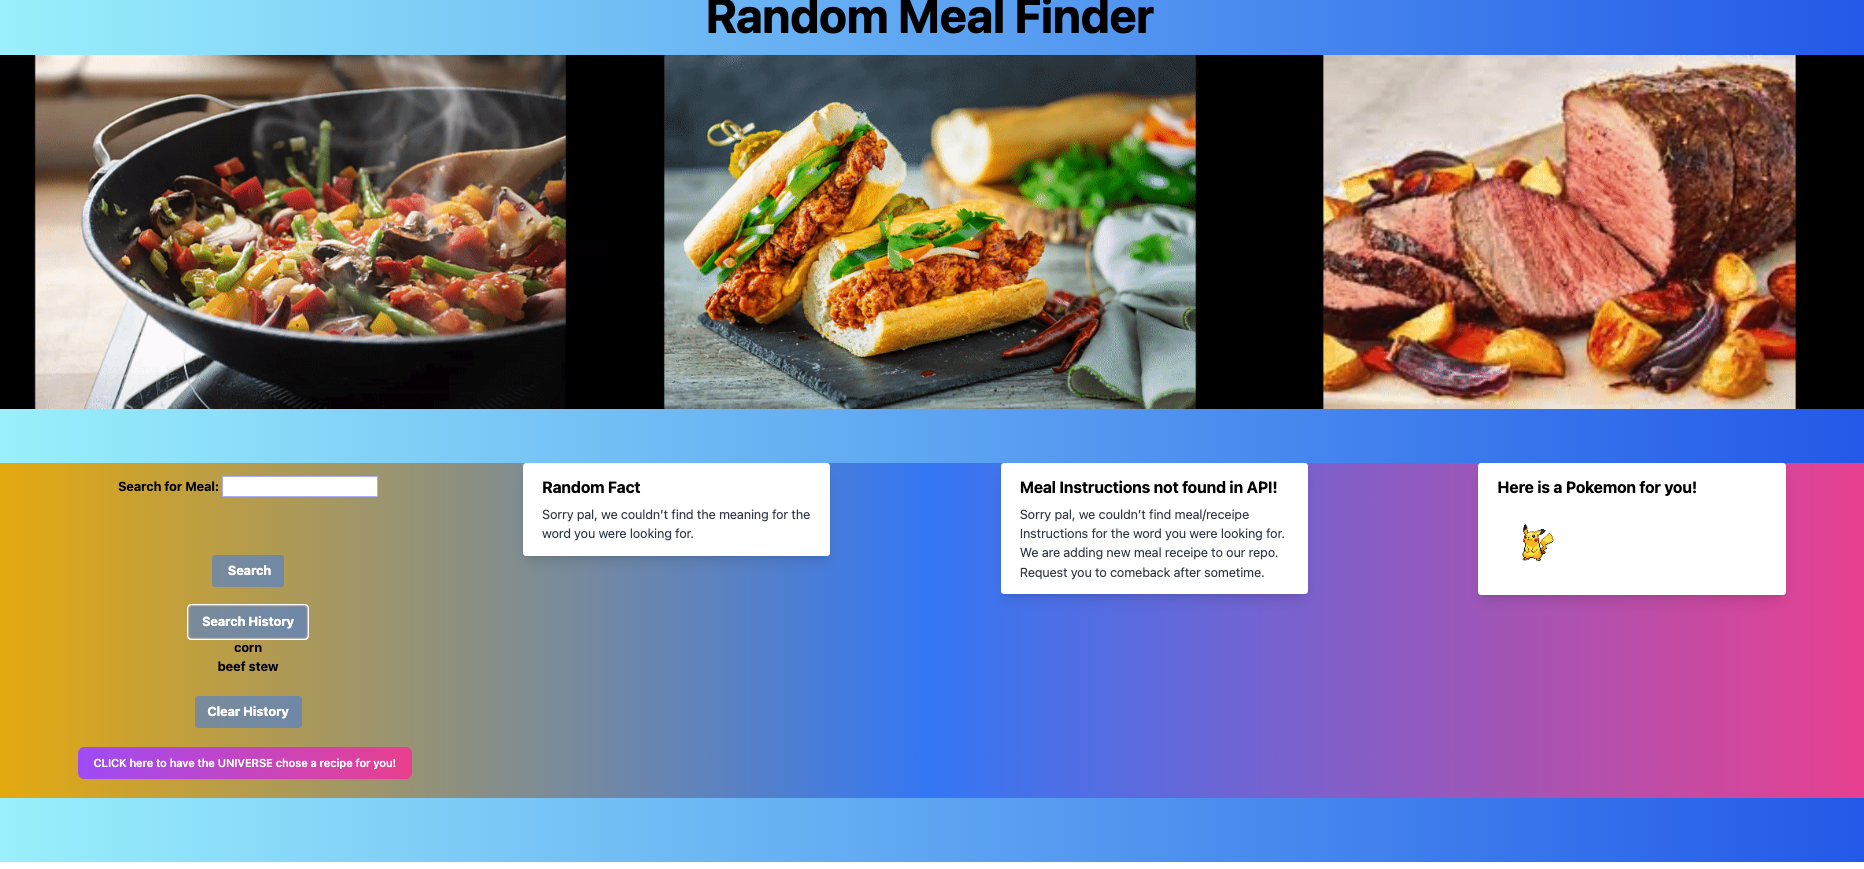 Random Meal Finder
Search for Meal:
Search
Search History
corn
beef stew
Clear History
CLICK here to have the UNIVERSE chose a recipe for you!
Random Fact
Sorry pal, we couldn’t find the meaning for the
word you were looking for.
Meal Instructions not found in API!
Sorry pal, we couldn’t find meal/receipe
Instructions for the word you were looking for.
We are adding new meal receipe to our repo.
Request you to comeback after sometime.
Here is a Pokemon for you!